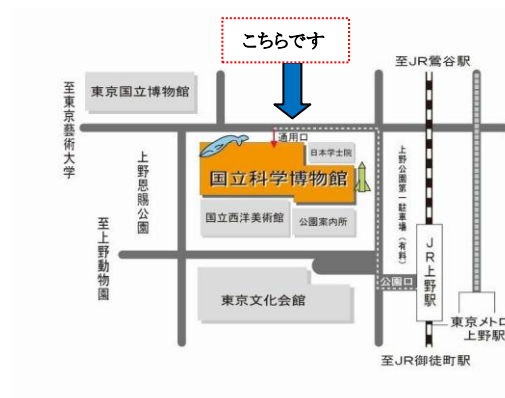 こちらです
至JR鶯谷駅
東京国立博物館
至東京藝術大学
通用口
日本学士院
国立科学博物館
上野恩賜公園
上野公園第一駐車場(有料)
国立西洋美術館
公園案内所
至上野動物園
JR上野駅
公園口
東京文化会館
東京メトロ
上野駅
至JR御徒町駅